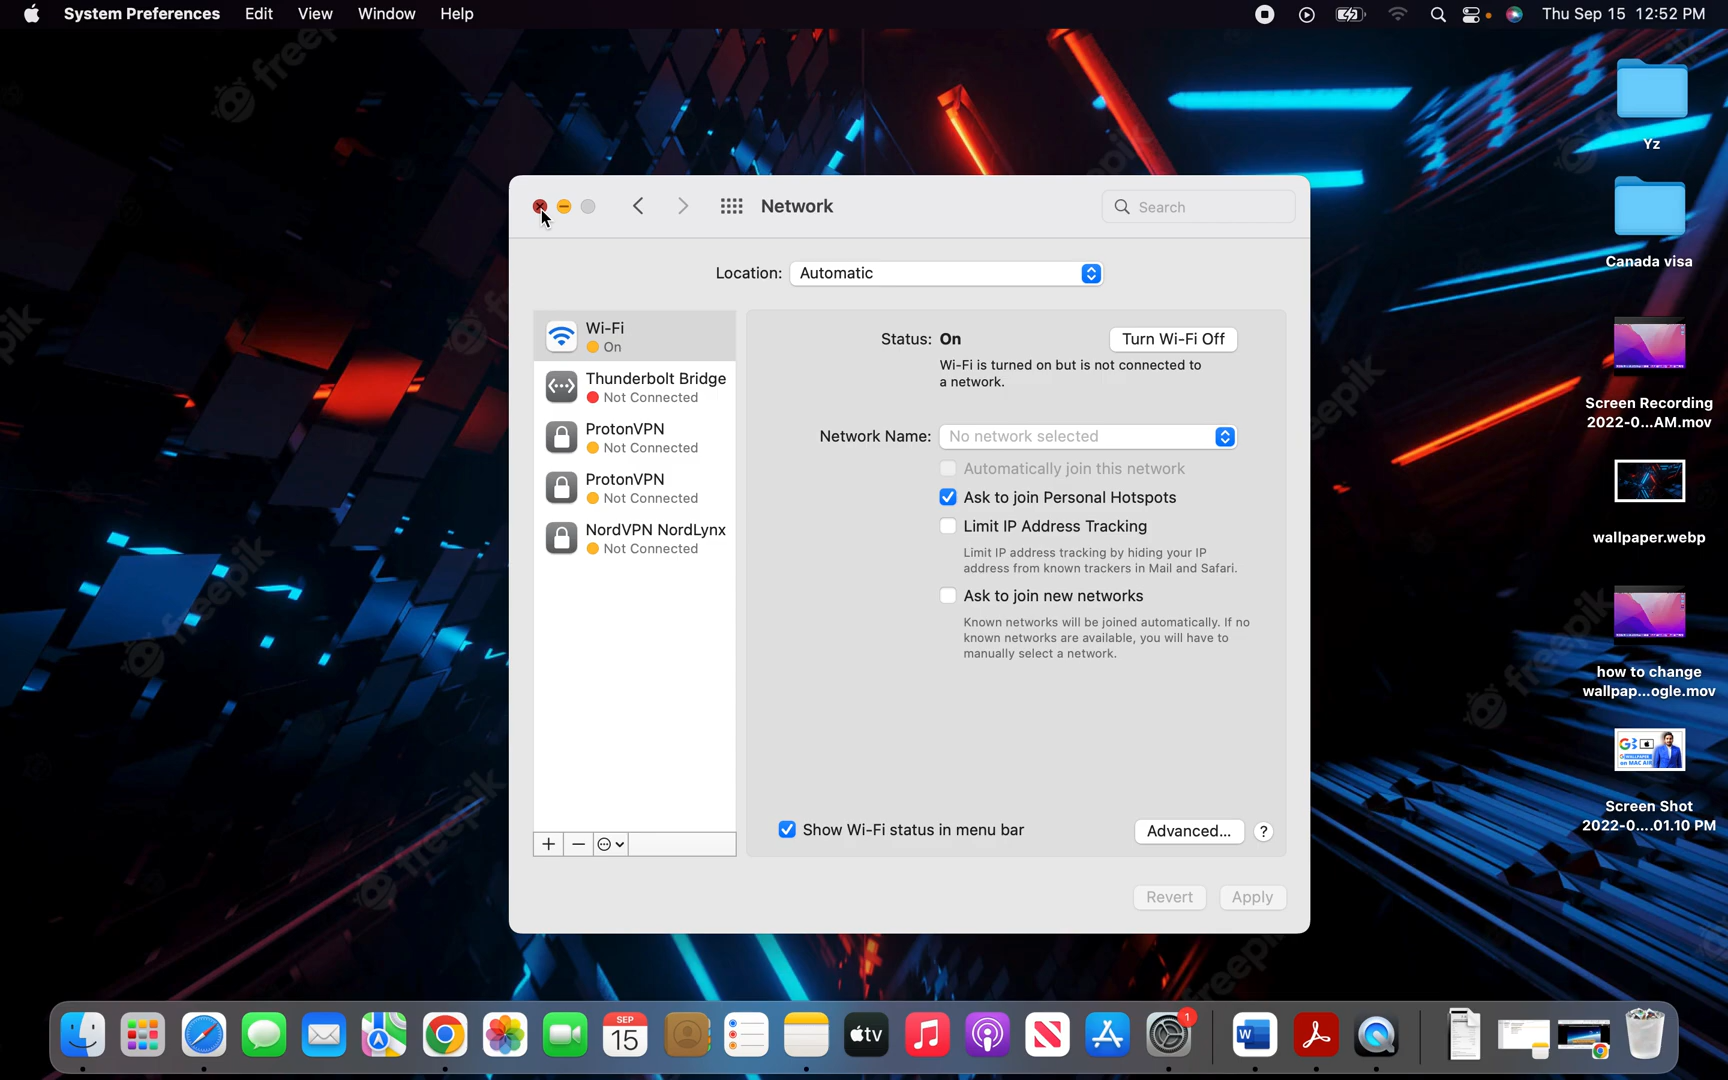 System Preferences Edit View Window Help
Thu Sep 15 12:52 PM
Network
Search
Location: Automatic
Wi-Fi
On
Thunderbolt Bridge
Not Connected
ProtonVPN
Not Connected
ProtonVPN
Not Connected
NordVPN NordLynx
Not Connected
Status: On
Turn Wi-Fi Off
Wi-Fi is turned on but is not connected to
a network.
Network Name: No network selected
Automatically join this network
Ask to join Personal Hotspots
Limit IP Address Tracking
Limit IP address tracking by hiding your IP
address from known trackers in Mail and Safari.
Ask to join new networks
Known networks will be joined automatically. If no
known networks are available, you will have to
manually select a network.
Show Wi-Fi status in menu bar
Advanced... ?
Revert Apply
Yz
Canada visa
Screen Recording
2022-0...AM.mov
wallpaper.webp
how to change
wallpap...ogle.mov
Screen Shot
2022-0....01.10 PM
freepik
freepik
freepik
freepik
freepik
SEP
15
tv
1
W